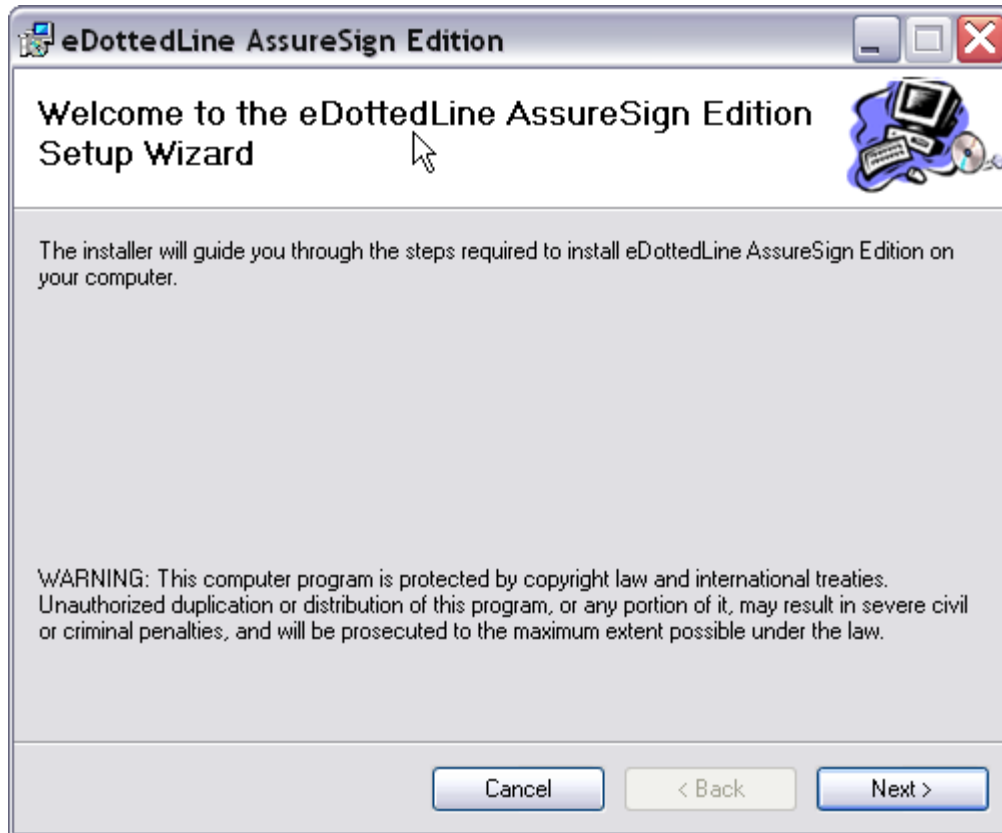 eDottedLine AssureSign Edition
Welcome to the eDottedLine AssureSign Edition
Setup Wizard
The installer will guide you through the steps required to install eDottedLine AssureSign Edition on
your computer.
WARNING: This computer program is protected by copyright law and international treaties.
Unauthorized duplication or distribution of this program, or any portion of it, may result in severe civil
or criminal penalties, and will be prosecuted to the maximum extent possible under the law.
Cancel
< Back
Next >